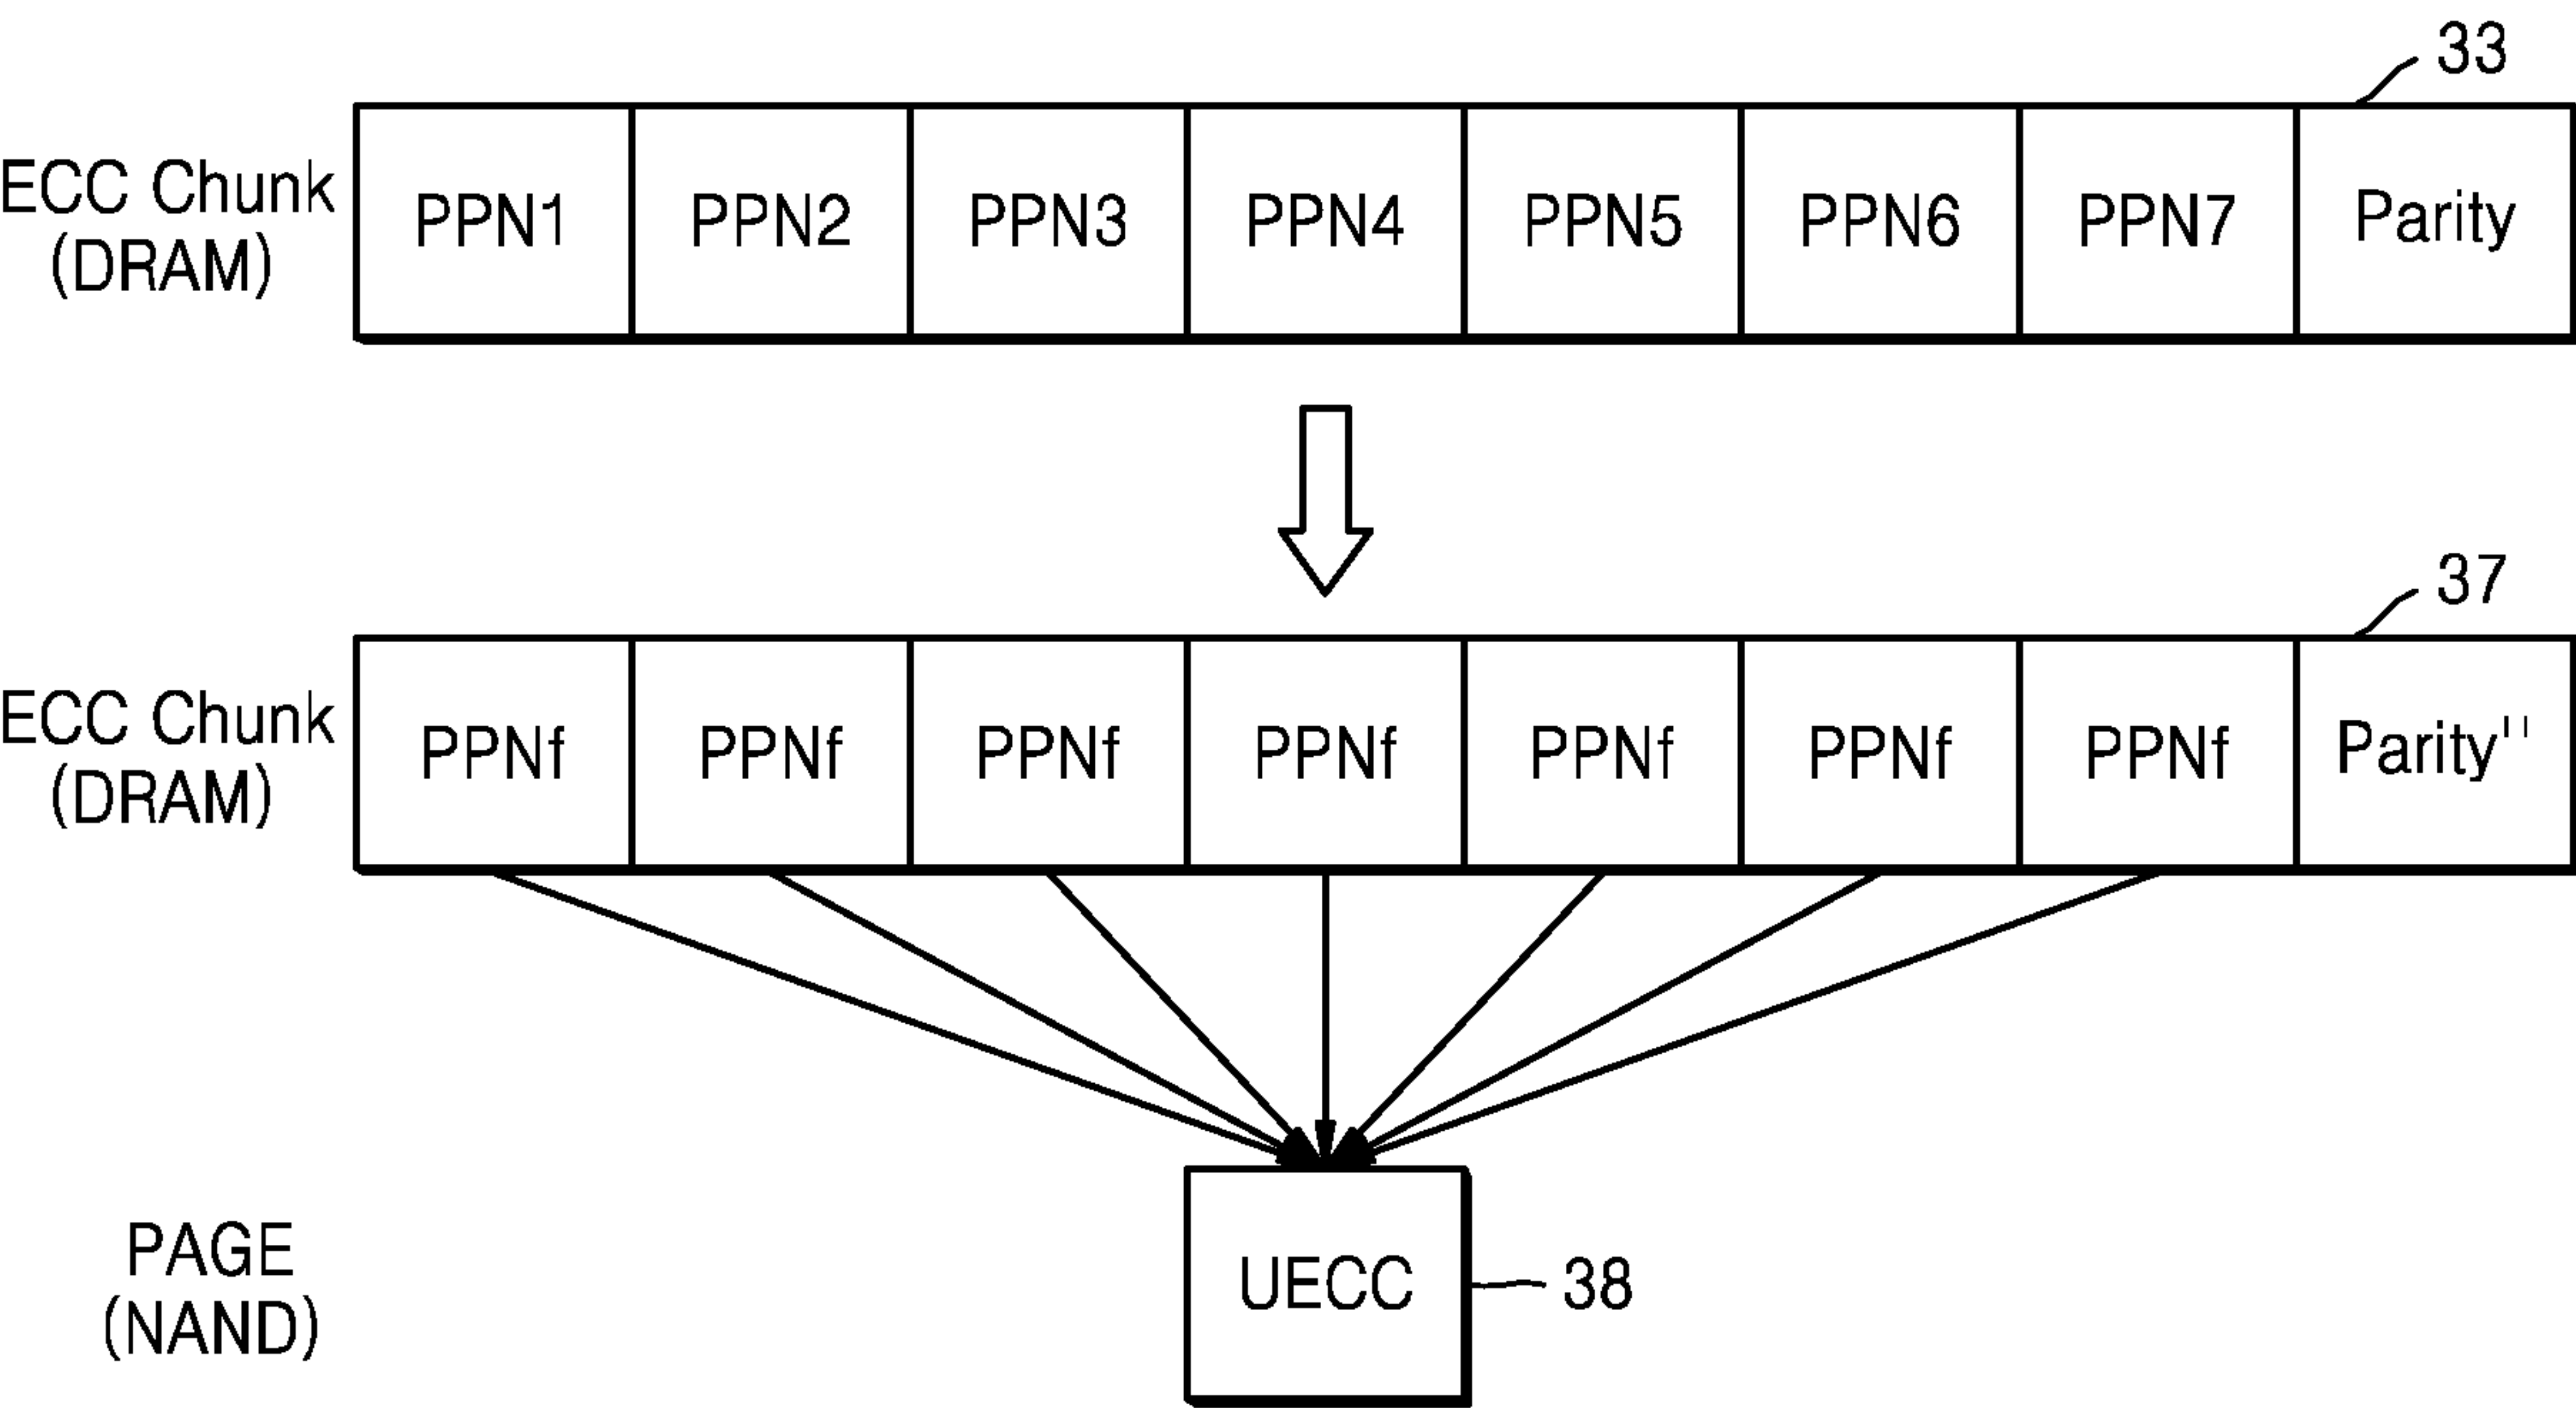 33
ECC Chunk
(DRAM)
PPN1 PPN2 PPN3 PPN4 PPN5 PPN6 PPN7 Parity
37
ECC Chunk
(DRAM)
PPNf PPNf PPNf PPNf PPNf PPNf PPNf Parity''
PAGE
(NAND)
UECC 38